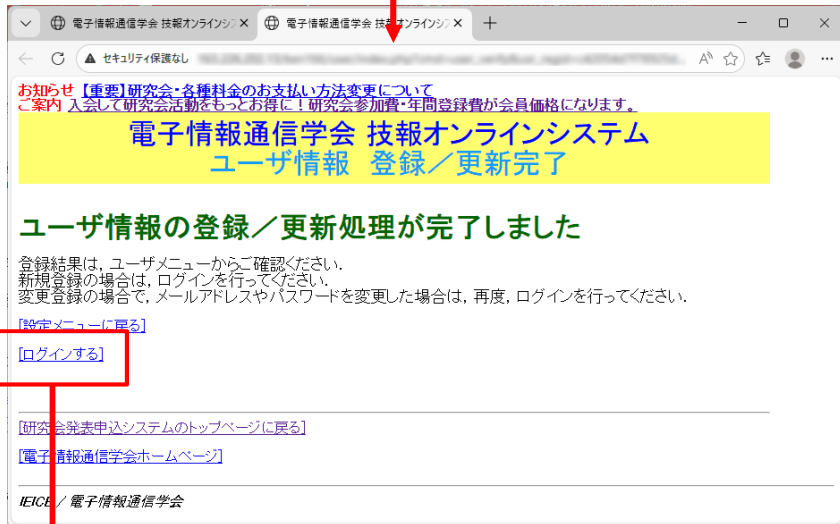 電子情報通信学会 技報オンラインシス
電子情報通信学会 技報オンラインシス
セキュリティ保護なし
お知らせ 【重要】研究会・各種料金のお支払い方法変更について
ご案内 入会して研究会活動をもっとお得に！研究会参加費・年間登録費が会員価格になります。
電子情報通信学会 技報オンラインシステム
ユーザ情報 登録／更新完了
ユーザ情報の登録／更新処理が完了しました
登録結果は, ユーザメニューからご確認ください.
新規登録の場合は, ログインを行ってください.
変更登録の場合で, メールアドレスやパスワードを変更した場合は, 再度, ログインを行ってください.
[設定メニューに戻る]
[ログインする]
[研究会発表申込システムのトップページに戻る]
[電子情報通信学会ホームページ]
IEICE / 電子情報通信学会